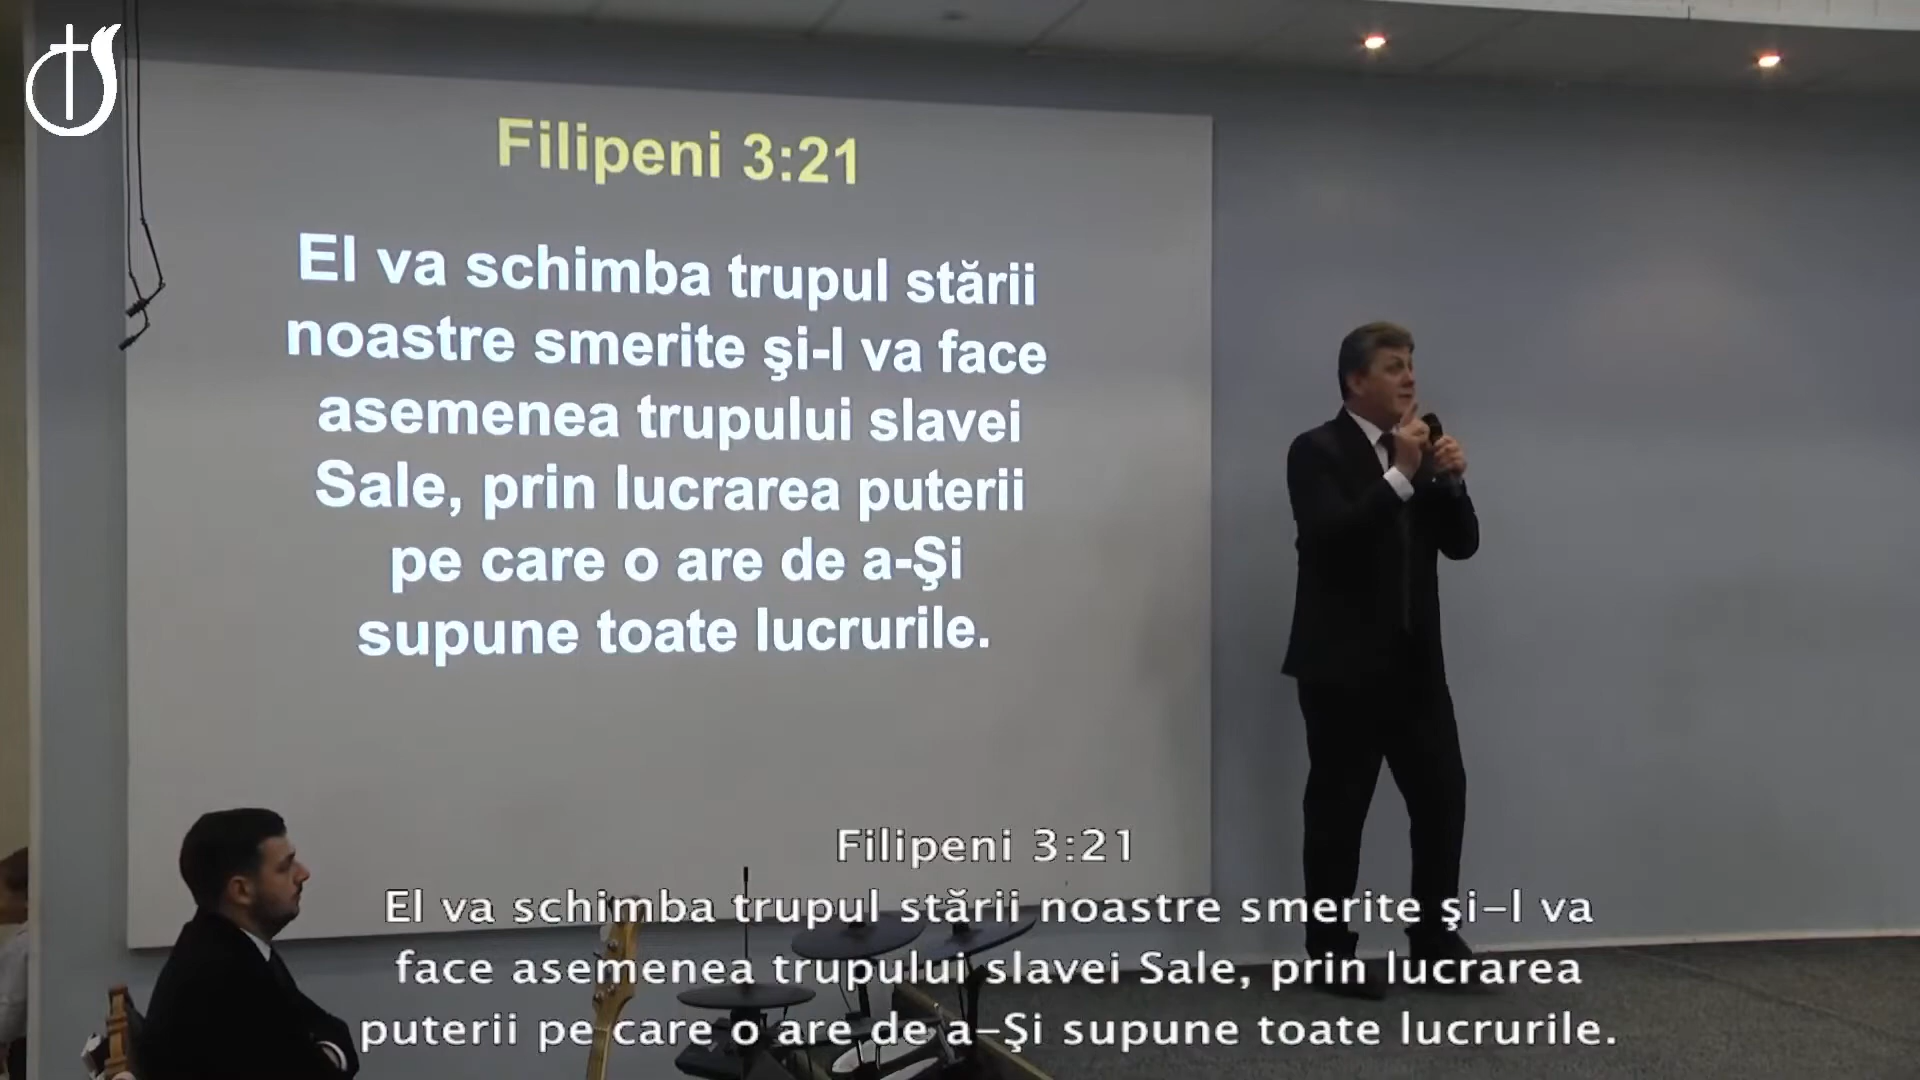 Filipeni 3:21
El va schimba trupul stării
noastre smerite şi-l va face
asemenea trupului slavei
Sale, prin lucrarea puterii
pe care o are de a-Şi
supune toate lucrurile.
Filipeni 3:21
El va schimba trupul stării noastre smerite şi-l va
face asemenea trupului slavei Sale, prin lucrarea
puterii pe care o are de a-Şi supune toate lucrurile.